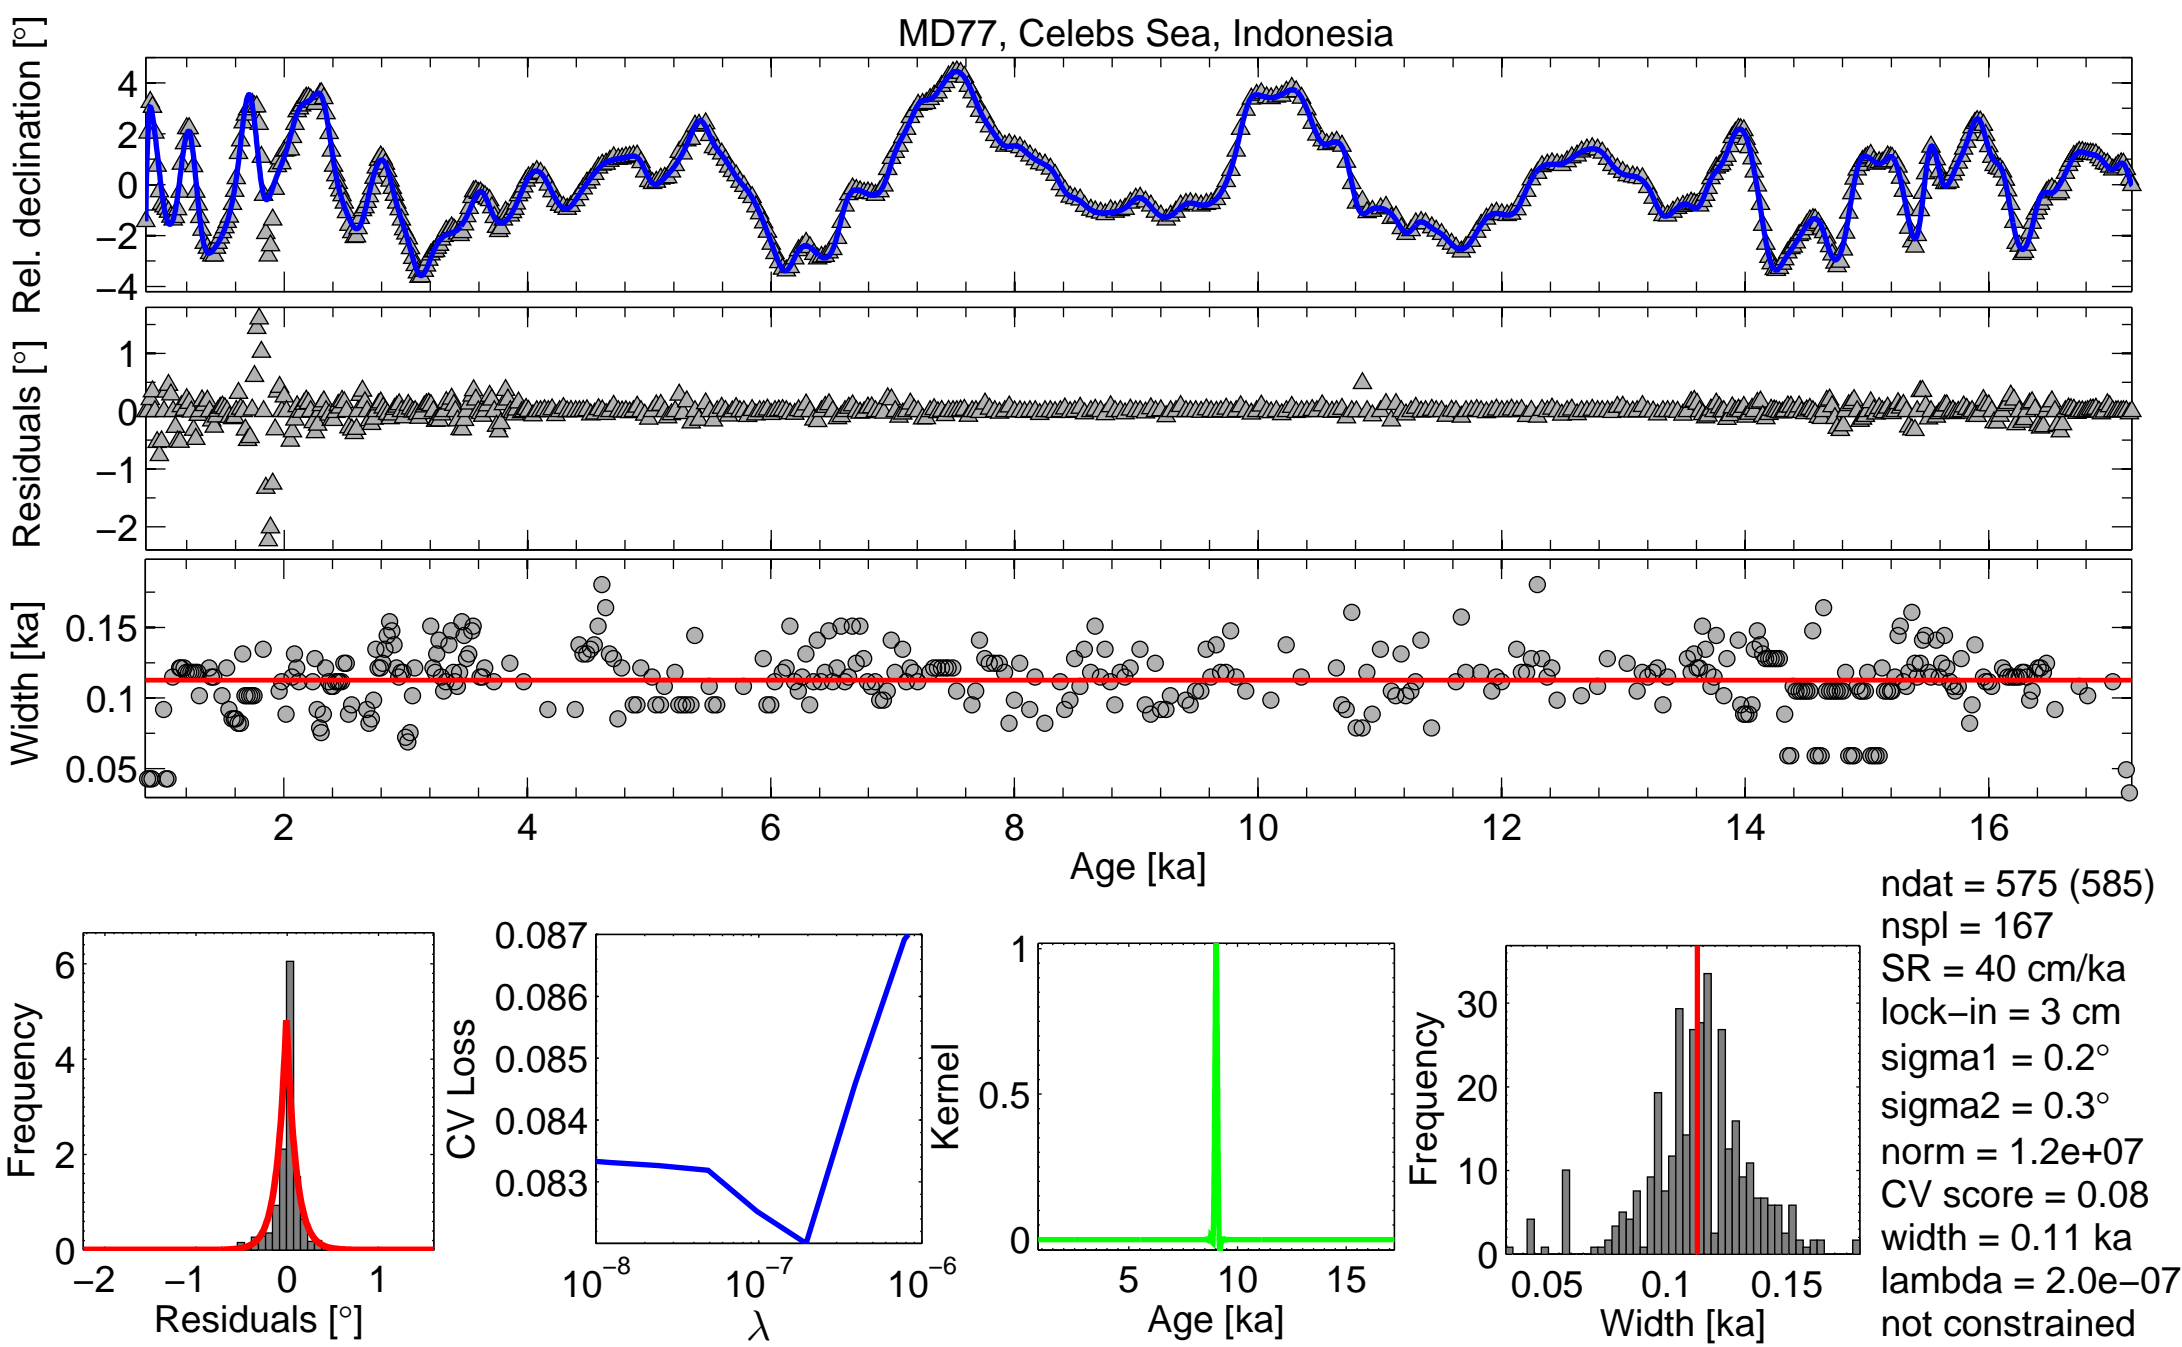 MD77, Celebs Sea, Indonesia
Rel. declination [°]
4
2
0
−2
−4
Residuals [°]
1
0
−1
−2
Width [ka]
0.15
0.1
0.05
2 4 6 8 10 12 14 16
Age [ka]
Frequency
6
4
2
0
−2 −1 0 1
Residuals [°]
CV Loss
0.087
0.086
0.085
0.084
0.083
10−8 10−7 10−6
λ
Kernel
1
0.5
0
5 10 15
Age [ka]
Frequency
30
20
10
0
0.05 0.1 0.15
Width [ka]
ndat = 575 (585)
nspl = 167
SR = 40 cm/ka
lock−in = 3 cm
sigma1 = 0.2°
sigma2 = 0.3°
norm = 1.2e+07
CV score = 0.08
width = 0.11 ka
lambda = 2.0e−07
not constrained